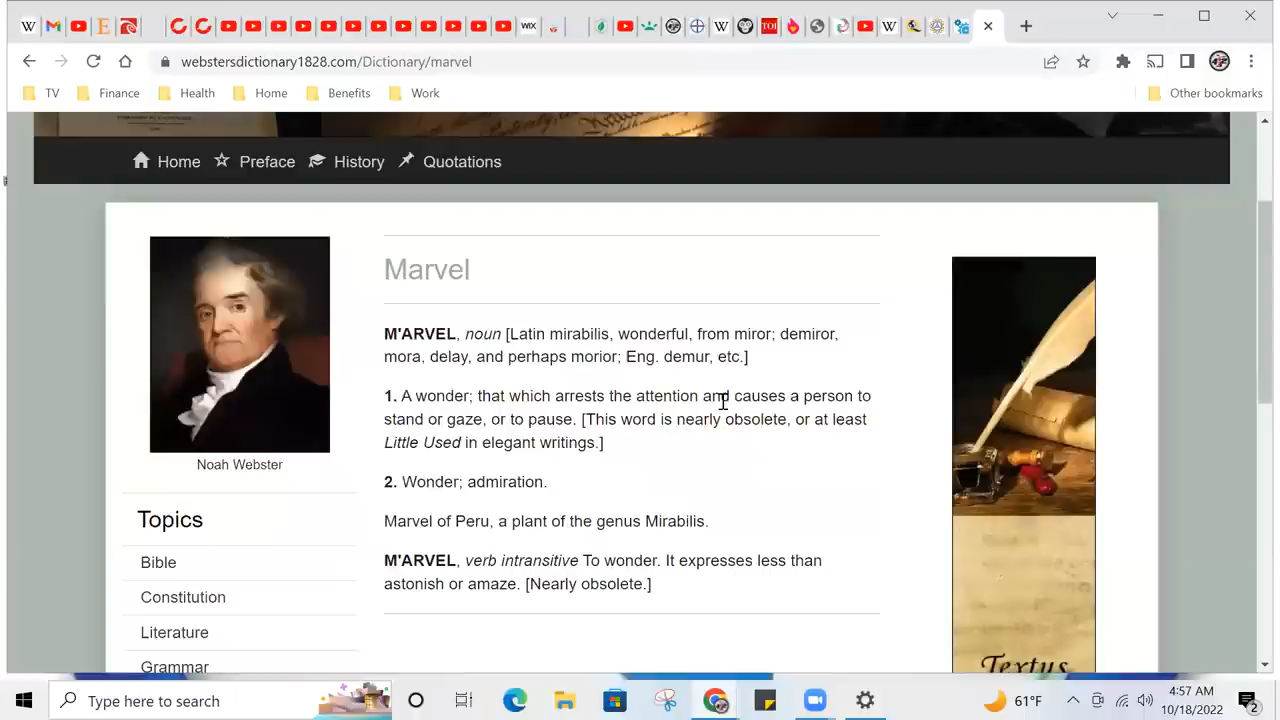 webstersdictionary1828.com/Dictionary/marvel
TV
Finance
Health
Home
Benefits
Work
Other bookmarks
Home
Preface
History
Quotations
Marvel
M'ARVEL, noun [Latin mirabilis, wonderful, from miror; demiror,
mora, delay, and perhaps morior; Eng. demur, etc.]
1. A wonder; that which arrests the attention and causes a person to
stand or gaze, or to pause. [This word is nearly obsolete, or at least
Little Used in elegant writings.]
2. Wonder; admiration.
Marvel of Peru, a plant of the genus Mirabilis.
M'ARVEL, verb intransitive To wonder. It expresses less than
astonish or amaze. [Nearly obsolete.]
Noah Webster
Topics
Bible
Constitution
Literature
Grammar
Textus
Type here to search
61°F
4:57 AM
10/18/2022
2